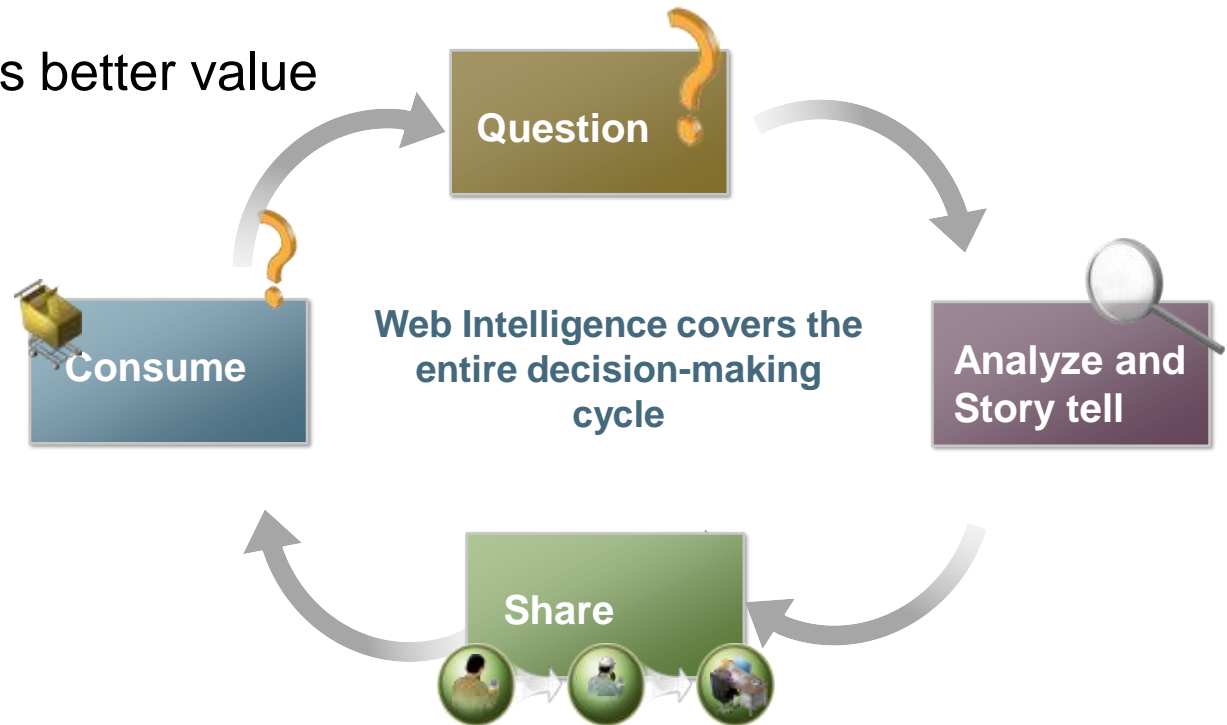 s better value
Question
Web Intelligence covers the
entire decision-making
cycle
Consume
Analyze and
Story tell
Share